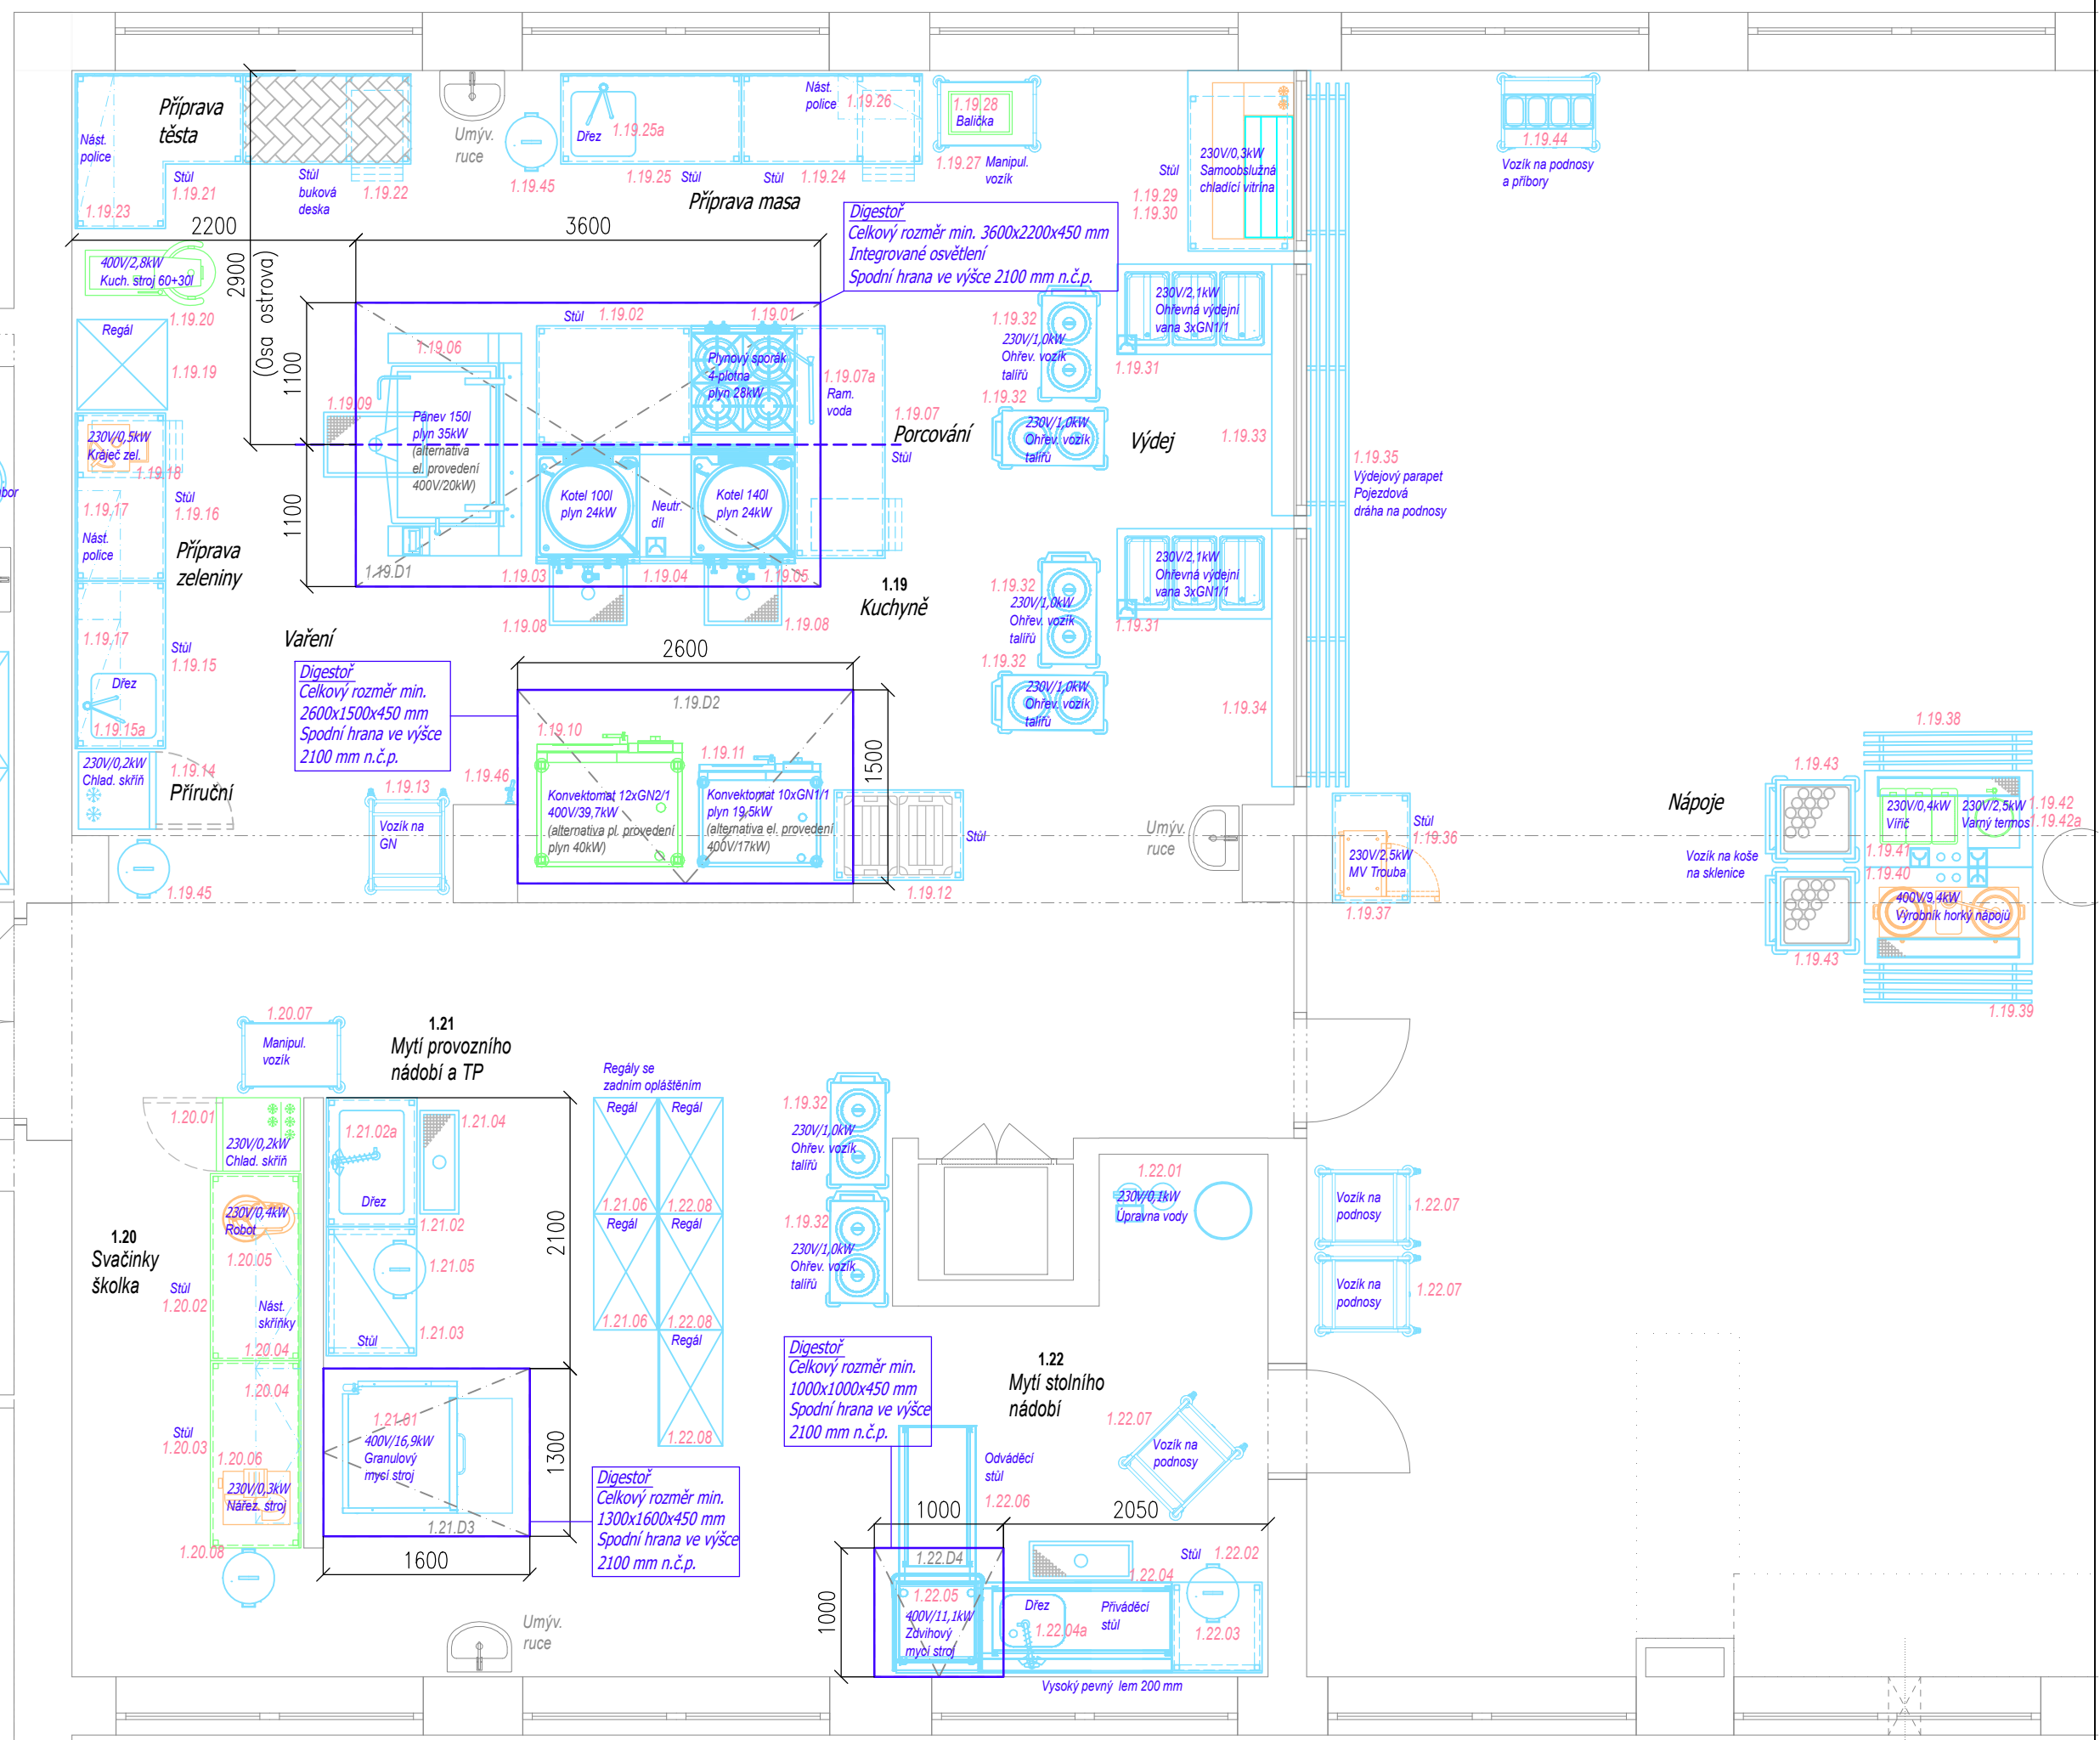 Příprava
těsta
Nást.
police
Stůl
1.19.21
1.19.23
Stůl
buková
deska
1.19.22
Umýv.
ruce
1.19.45
Dřez
1.19.25a
1.19.25
Stůl
Stůl
1.19.24
Nást.
police
1.19.26
Příprava masa
1.19.28
Balička
1.19.27
Manipul.
vozík
Stůl
1.19.29
1.19.30
230V/0,3kW
Samoobslužná
chladící vitrína
1.19.44
Vozík na podnosy
a příbory
2200
3600
2900
(Osa ostrova)
1100
1100
Digestoř
Celkový rozměr min. 3600x2200x450 mm
Integrované osvětlení
Spodní hrana ve výšce 2100 mm n.č.p.
400V/2,8kW
Kuch. stroj 60+30l
1.19.20
Regál
1.19.19
230V/0,5kW
Kráječ zel.
1.19.18
1.19.17
Nást.
police
Stůl
1.19.16
Příprava
zeleniny
1.19.17
Stůl
1.19.15
Dřez
1.19.15a
230V/0,2kW
Chlad. skříň
1.19.14
Příruční
1.19.45
1.19.06
1.19.09
Pánev 150l
plyn 35kW
(alternativa
el. provedení
400V/20kW)
1.19.D1
Stůl
1.19.02
1.19.01
Plynový sporák
4-plotna
plyn 28kW
1.19.07a
Ram.
voda
1.19.07
Porcování
Stůl
Kotel 100l
plyn 24kW
Neutr.
díl
Kotel 140l
plyn 24kW
1.19.03
1.19.04
1.19.05
1.19.08
1.19.08
1.19
Kuchyně
Vaření
1.19.32
230V/1,0kW
Ohřev. vozík
talířů
1.19.32
230V/1,0kW
Ohřev. vozík
talířů
230V/2,1kW
Ohřevná výdejní
vana 3xGN1/1
1.19.31
Výdej
1.19.33
1.19.35
Výdejový parapet
Pojezdová
dráha na podnosy
1.19.32
230V/1,0kW
Ohřev. vozík
talířů
1.19.32
230V/1,0kW
Ohřev. vozík
talířů
230V/2,1kW
Ohřevná výdejní
vana 3xGN1/1
1.19.31
1.19.34
Digestoř
Celkový rozměr min.
2600x1500x450 mm
Spodní hrana ve výšce
2100 mm n.č.p.
2600
1500
1.19.D2
1.19.10
1.19.11
1.19.46
1.19.13
Vozík na
GN
Konvektomat 12xGN2/1
400V/39,7kW
(alternativa pl. provedení
plyn 40kW)
Konvektomat 10xGN1/1
plyn 19,5kW
(alternativa el. provedení
400V/17kW)
Stůl
1.19.12
Umýv.
ruce
Stůl
1.19.36
230V/2,5kW
MV Trouba
1.19.37
Nápoje
1.19.38
1.19.43
Vozík na koše
na sklenice
230V/0,4kW
Vířič
230V/2,5kW
Varný termos
1.19.42
1.19.42a
1.19.41
1.19.40
400V/9.4kW
Výrobník horký nápojů
1.19.43
1.19.39
1.20.07
Manipul.
vozík
1.21
Mytí provozního
nádobí a TP
1.20.01
230V/0,2kW
Chlad. skříň
1.21.02a
1.21.04
Dřez
1.21.02
230V/0,4kW
Robot
1.20.05
1.20
Svačinky
školka
Stůl
1.20.02
Nást.
skříňky
1.20.04
1.20.04
Stůl
1.20.03
1.20.06
230V/0,3kW
Nářez. stroj
1.20.08
1.21.05
Stůl
1.21.03
2100
1300
1600
1.21.01
400V/16,9kW
Granulový
mycí stroj
1.21.D3
Digestoř
Celkový rozměr min.
1300x1600x450 mm
Spodní hrana ve výšce
2100 mm n.č.p.
Umýv.
ruce
Regály se
zadním opláštěním
Regál
Regál
1.21.06
1.22.08
Regál
Regál
1.21.06
1.22.08
Regál
1.22.08
1.19.32
230V/1,0kW
Ohřev. vozík
talířů
1.19.32
230V/1,0kW
Ohřev. vozík
talířů
1.22.01
230V/0,1kW
Úpravna vody
Vozík na
podnosy
1.22.07
Vozík na
podnosy
1.22.07
Digestoř
Celkový rozměr min.
1000x1000x450 mm
Spodní hrana ve výšce
2100 mm n.č.p.
1.22
Mytí stolního
nádobí
1.22.07
Vozík na
podnosy
Odváděcí
stůl
1.22.06
1000
2050
1000
1.22.D4
1.22.05
400V/11,1kW
Zdvihový
mycí stroj
Dřez
1.22.04a
Přiváděcí
stůl
1.22.04
Stůl
1.22.02
1.22.03
Vysoký pevný lem 200 mm